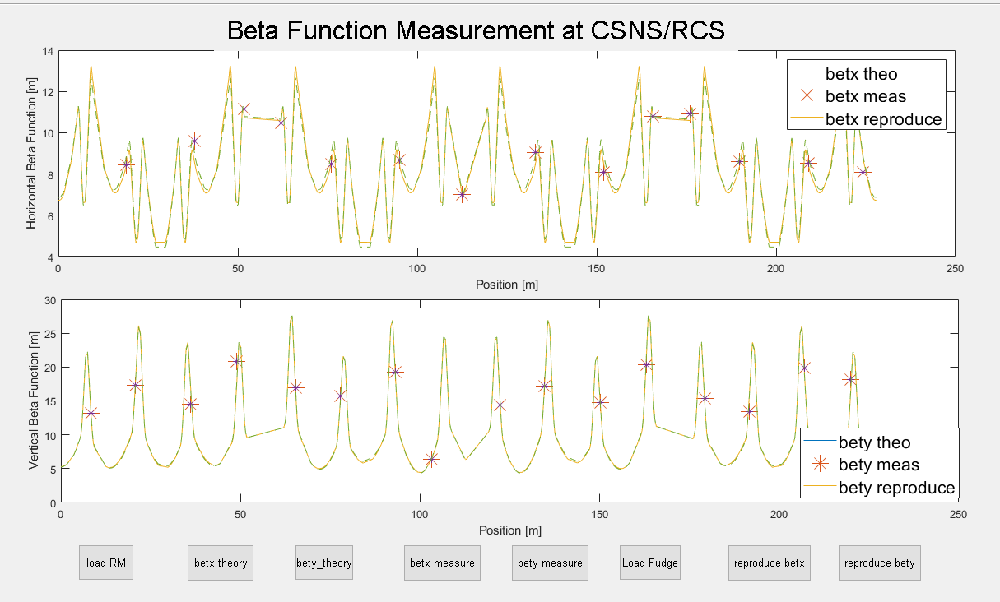 Beta Function Measurement at CSNS/RCS
14
12
10
8
6
4
Horizontal Beta Function [m]
betx theo
betx meas
betx reproduce
0 50 100 150 200 250
Position [m]
30
25
20
15
10
5
0
Vertical Beta Function [m]
bety theo
bety meas
bety reproduce
0 50 100 150 200 250
Position [m]
load RM betx theory bety_theory betx measure bety measure Load Fudge reproduce betx reproduce bety